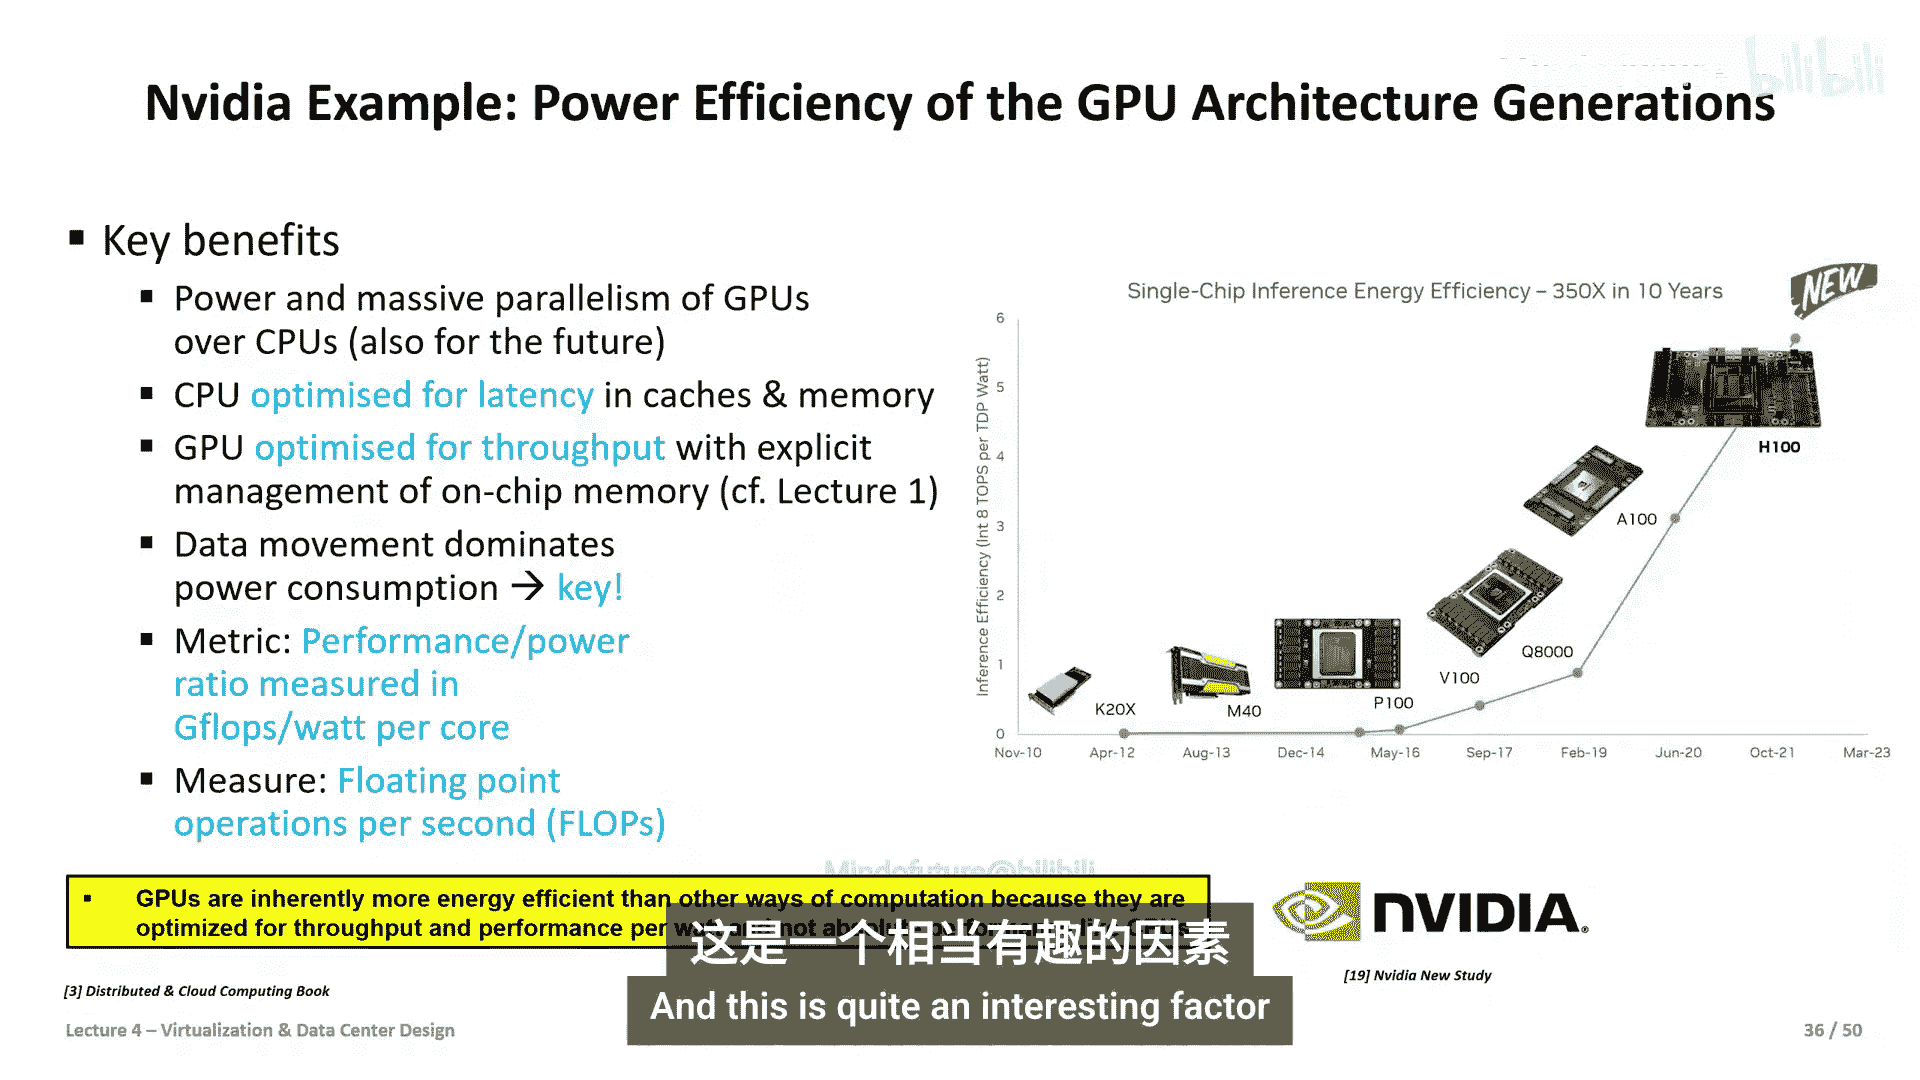 bilibili
Nvidia Example: Power Efficiency of the GPU Architecture Generations
▪ Key benefits
▪ Power and massive parallelism of GPUs
over CPUs (also for the future)
▪ CPU optimised for latency in caches & memory
▪ GPU optimised for throughput with explicit
management of on-chip memory (cf. Lecture 1)
▪ Data movement dominates
power consumption → key!
▪ Metric: Performance/power
ratio measured in
Gflops/watt per core
▪ Measure: Floating point
operations per second (FLOPs)
Single-Chip Inference Energy Efficiency – 350X in 10 Years
NEW
Inference Efficiency (Int 8 TOPS per TDP Watt)
6
5
4
3
2
1
0
K20X
M40
P100
V100
Q8000
A100
H100
Nov-10 Apr-12 Aug-13 Dec-14 May-16 Sep-17 Feb-19 Jun-20 Oct-21 Mar-23
Mindofuture@bilibili
▪ GPUs are inherently more energy efficient than other ways of computation because they are
optimized for throughput and performance per
这是一个相当有趣的因素
And this is quite an interesting factor
NVIDIA.
[19] Nvidia New Study
[3] Distributed & Cloud Computing Book
Lecture 4 – Virtualization & Data Center Design
36 / 50